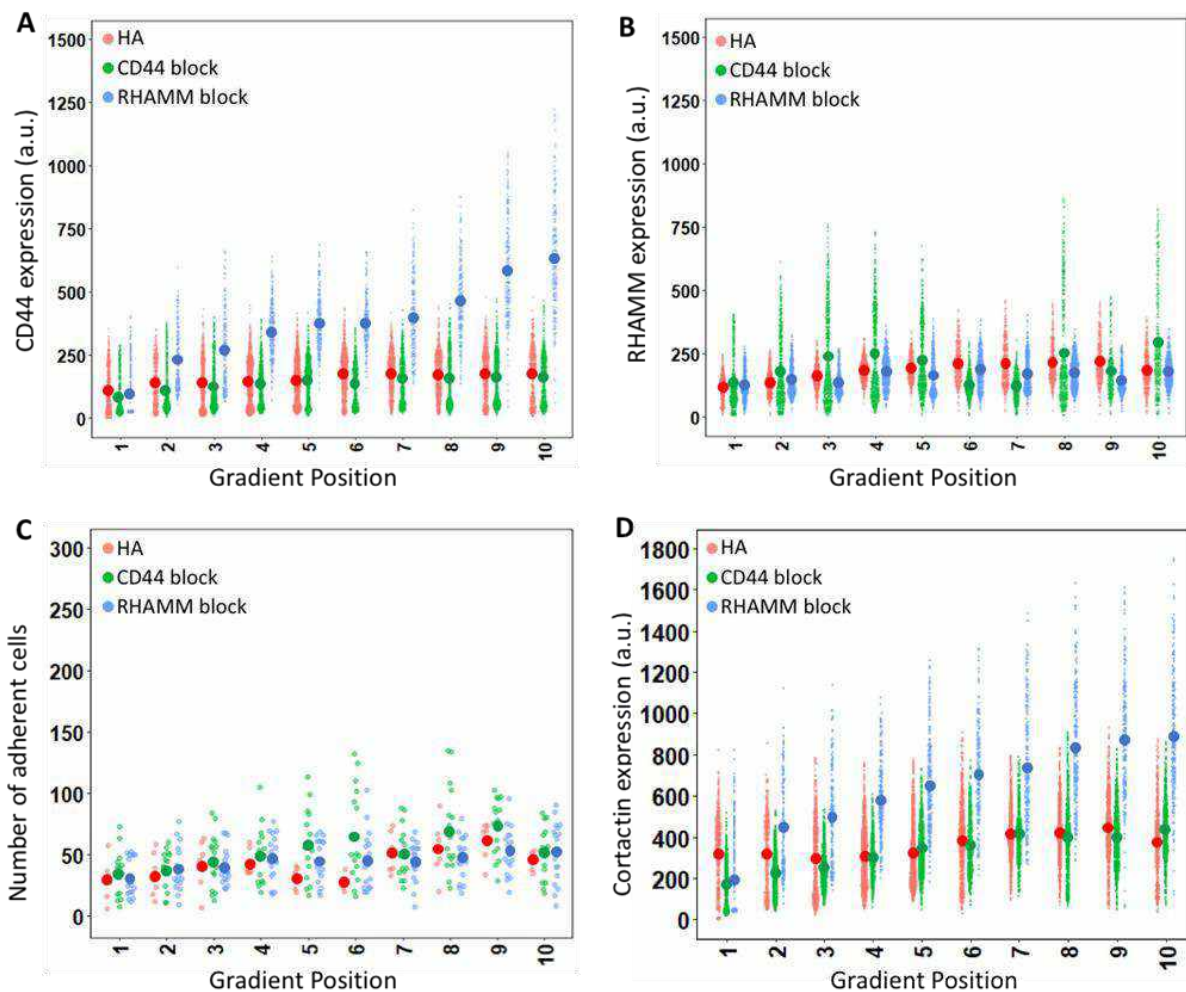 A
CD44 expression (a.u.)
1500
1250
1000
750
500
250
0
HA
CD44 block
RHAMM block
1 2 3 4 5 6 7 8 9 10
Gradient Position
B
RHAMM expression (a.u.)
1500
1250
1000
750
500
250
0
HA
CD44 block
RHAMM block
1 2 3 4 5 6 7 8 9 10
Gradient Position
C
Number of adherent cells
300
250
200
150
100
50
0
HA
CD44 block
RHAMM block
1 2 3 4 5 6 7 8 9 10
Gradient Position
D
Cortactin expression (a.u.)
1800
1600
1400
1200
1000
800
600
400
200
0
HA
CD44 block
RHAMM block
1 2 3 4 5 6 7 8 9 10
Gradient Position